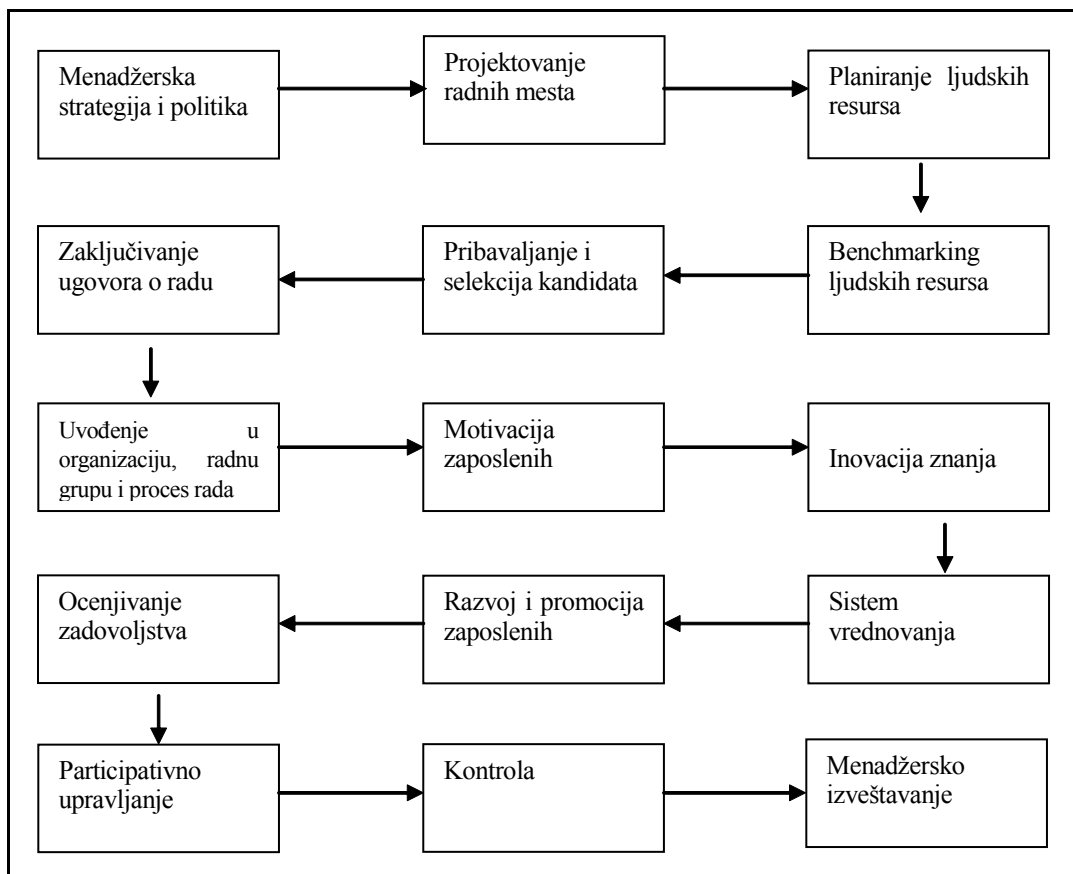 Menadžerska
strategija i politika
Projektovanje
radnih mesta
Planiranje ljudskih
resursa
Zaključivanje
ugovora o radu
Pribavaljanje i
selekcija kandidata
Benchmarking
ljudskih resursa
Uvođenje u
organizaciju, radnu
grupu i proces rada
Motivacija
zaposlenih
Inovacija znanja
Ocenjivanje
zadovoljstva
Razvoj i promocija
zaposlenih
Sistem
vrednovanja
Participativno
upravljanje
Kontrola
Menadžersko
izveštavanje